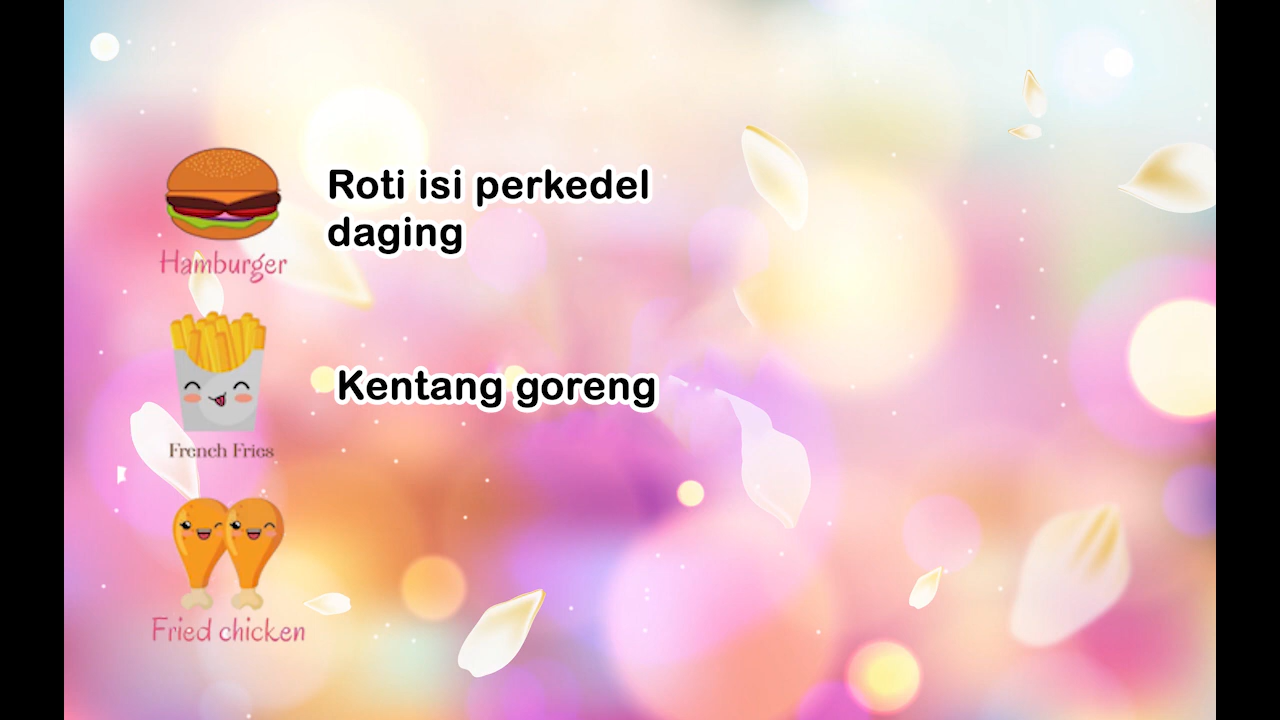 Roti isi perkedel
daging
Hamburger
Kentang goreng
French Fries
Fried chicken